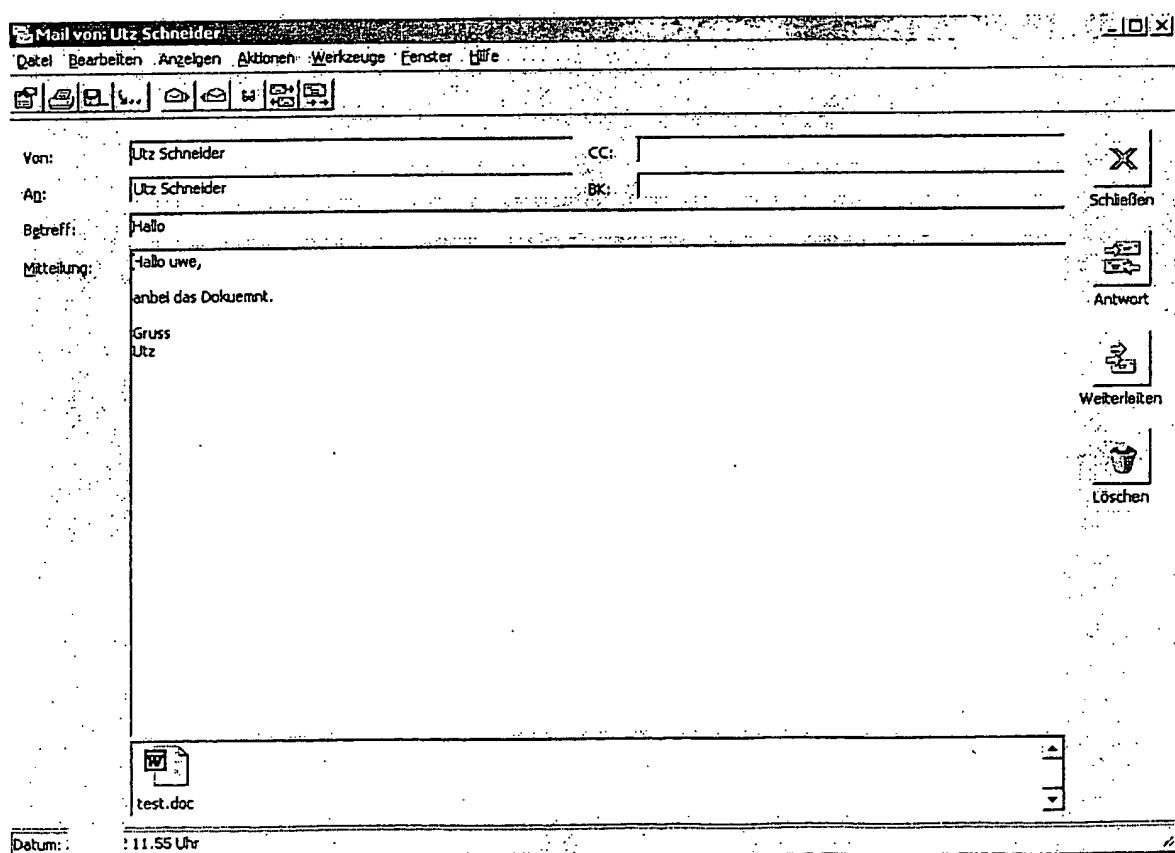 Mail von: Utz Schneider
Datei Bearbeiten Anzeigen Aktionen Werkzeuge Fenster Hilfe
Von: Utz Schneider CC:
An: Utz Schneider BK:
Betreff: Hallo
Mitteilung: Hallo uwe,
anbei das Dokuemnt.
Gruss
Utz
Schließen
Antwort
Weiterleiten
Löschen
test.doc
Datum: 11.55 Uhr